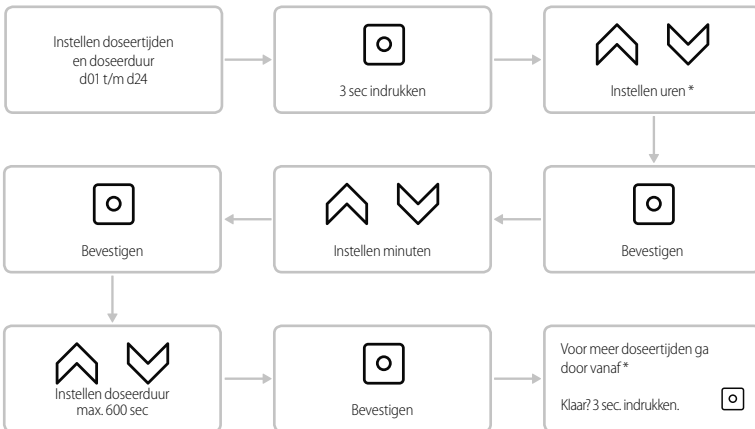 Instellen doseertijden
en doseerduur
d01 t/m d24
3 sec indrukken
Instellen uren *
Bevestigen
Instellen minuten
Bevestigen
Instellen doseerduur
max. 600 sec
Bevestigen
Voor meer doseertijden ga
door vanaf *
Klaar? 3 sec. indrukken.